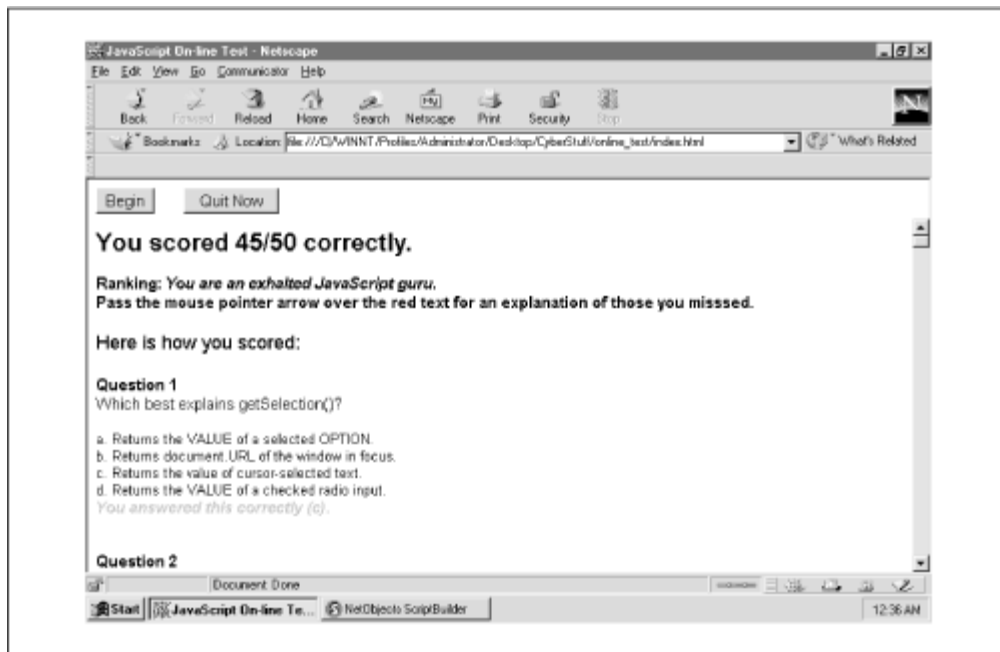 JavaScript On-line Test - Netscape
File Edit View Go Communicator Help
Back Forward Reload Home Search Netscape Print Security Stop
Bookmarks Location: file:///D|/WINNT/Profiles/Administrator/Desktop/CyberStuff/online_test/index.html What's Related
Begin Quit Now
You scored 45/50 correctly.
Ranking: You are an exhalted JavaScript guru.
Pass the mouse pointer arrow over the red text for an explanation of those you misssed.
Here is how you scored:
Question 1
Which best explains getSelection()?
a. Returns the VALUE of a selected OPTION.
b. Returns document.URL of the window in focus.
c. Returns the value of cursor-selected text.
d. Returns the VALUE of a checked radio input.
You answered this correctly (c).
Question 2
Document Done
Start JavaScript On-line Te... NetObjects ScriptBuilder 12:36 AM